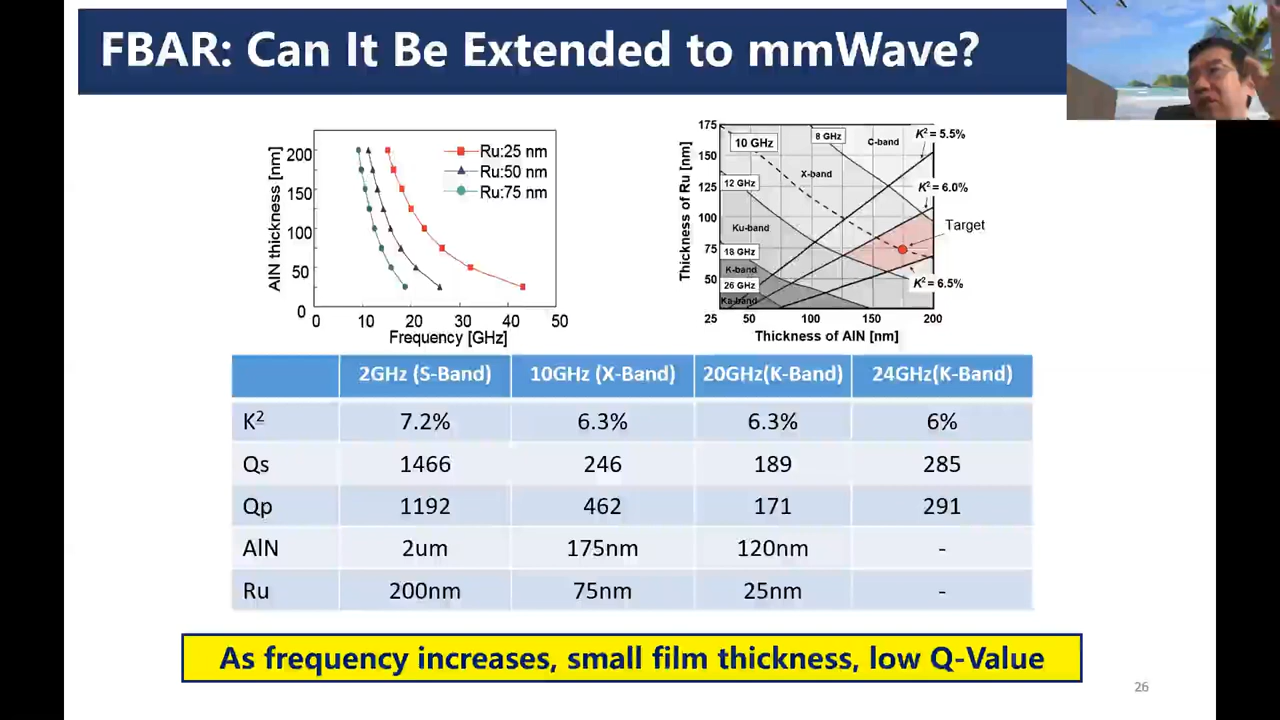 FBAR: Can It Be Extended to mmWave?
AlN thickness [nm]
200
150
100
50
0
0 10 20 30 40 50
Frequency [GHz]
Ru:25 nm
Ru:50 nm
Ru:75 nm
Thickness of Ru [nm]
175
150
125
100
75
50
25 50 100 150 200
Thickness of AlN [nm]
10 GHz
8 GHz
C-band
K² = 5.5%
X-band
12 GHz
K² = 6.0%
Ku-band
Target
18 GHz
K-band
26 GHz
K² = 6.5%
Ka-band
2GHz (S-Band) 10GHz (X-Band) 20GHz(K-Band) 24GHz(K-Band)
K² 7.2% 6.3% 6.3% 6%
Qs 1466 246 189 285
Qp 1192 462 171 291
AlN 2um 175nm 120nm -
Ru 200nm 75nm 25nm -
As frequency increases, small film thickness, low Q-Value
26